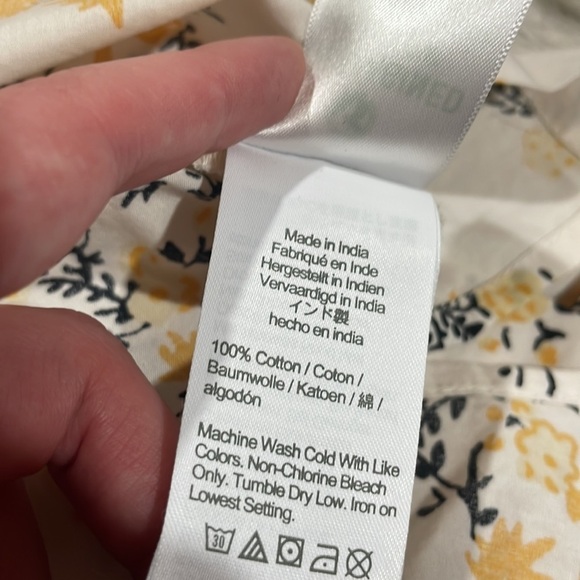 Made in India
Fabriqué en Inde
Hergestellt in Indien
Vervaardigd in India
インド製
hecho en india
100% Cotton / Coton /
Baumwolle / Katoen / 綿 /
algodón
Machine Wash Cold With Like
Colors. Non-Chlorine Bleach
Only. Tumble Dry Low. Iron on
Lowest Setting.
30